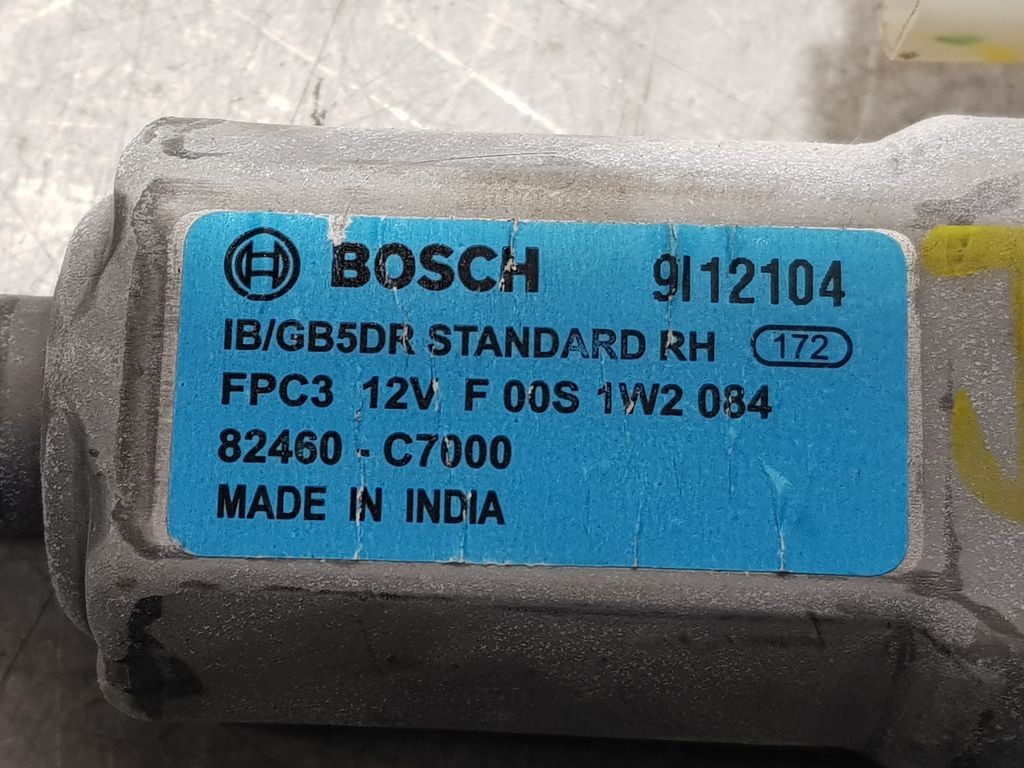 BOSCH 9I12104
IB/GB5DR STANDARD RH 172
FPC3 12V F 00S 1W2 084
82460 - C7000
MADE IN INDIA